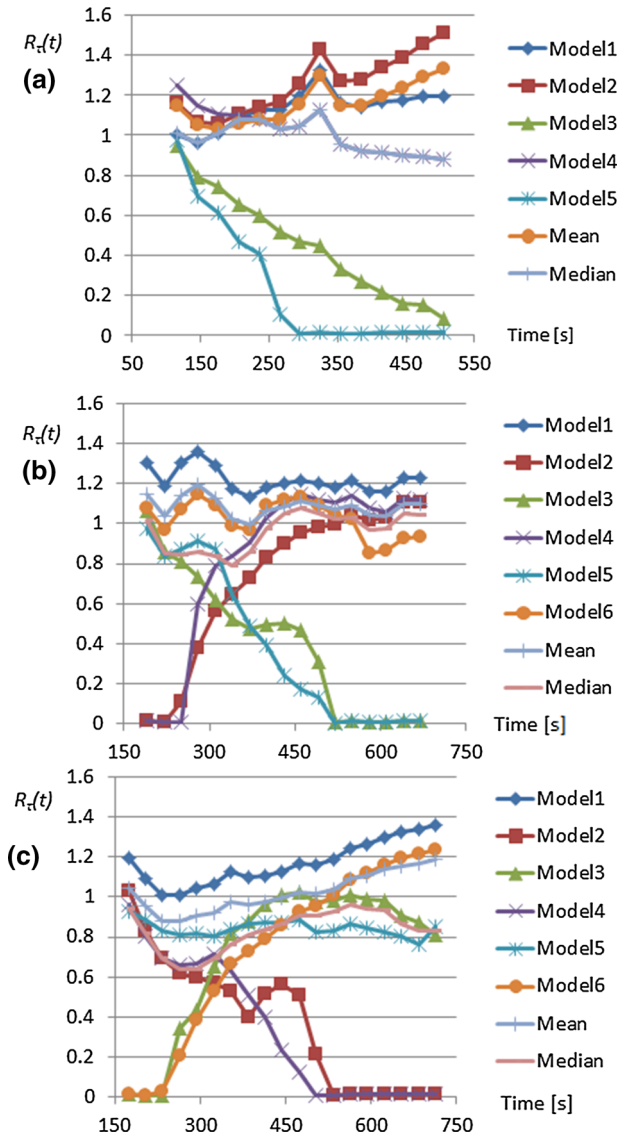 (a)
Rτ(t)
1.6
1.4
1.2
1
0.8
0.6
0.4
0.2
0
50 150 250 350 450 550
Time [s]
Model1
Model2
Model3
Model4
Model5
Mean
Median
(b)
Rτ(t)
1.6
1.4
1.2
1
0.8
0.6
0.4
0.2
0
150 300 450 600 750
Time [s]
Model1
Model2
Model3
Model4
Model5
Model6
Mean
Median
(c)
Rτ(t)
1.6
1.4
1.2
1
0.8
0.6
0.4
0.2
0
150 300 450 600 750
Time [s]
Model1
Model2
Model3
Model4
Model5
Model6
Mean
Median